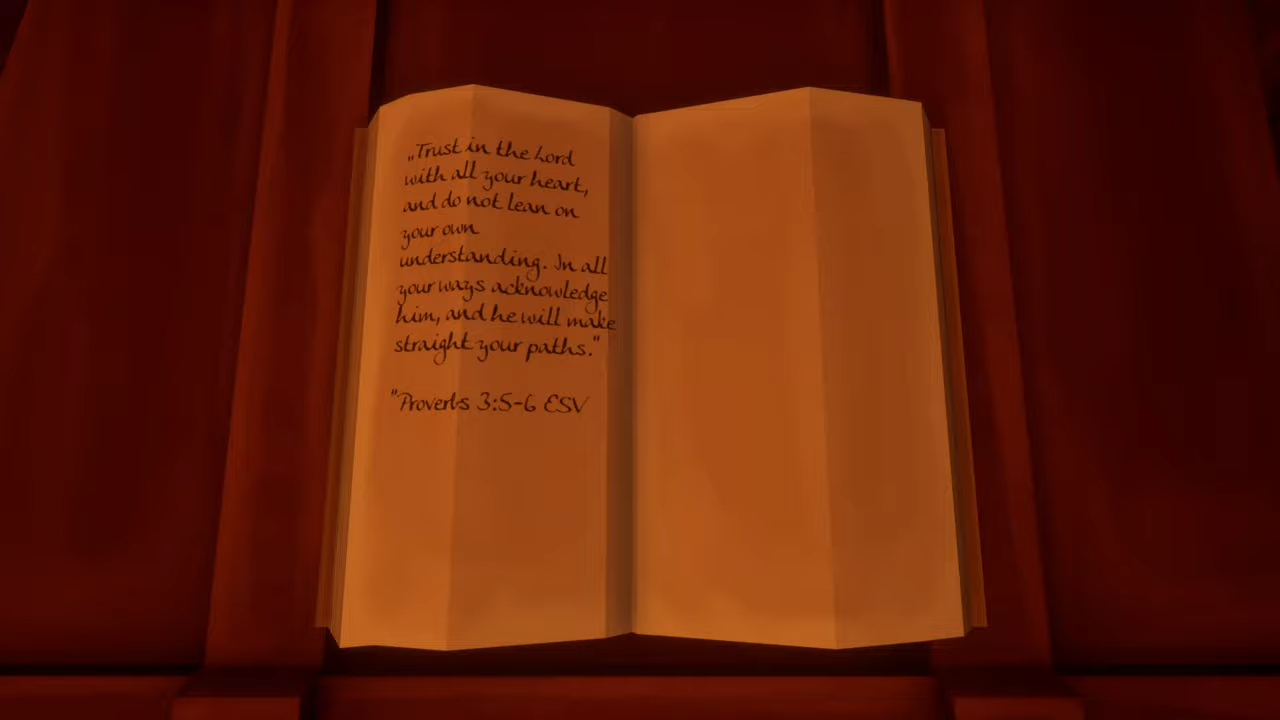 „Trust in the Lord
with all your heart,
and do not lean on
your own
understanding. In all
your ways acknowledge
him, and he will make
straight your paths."
"Proverbs 3:5-6 ESV